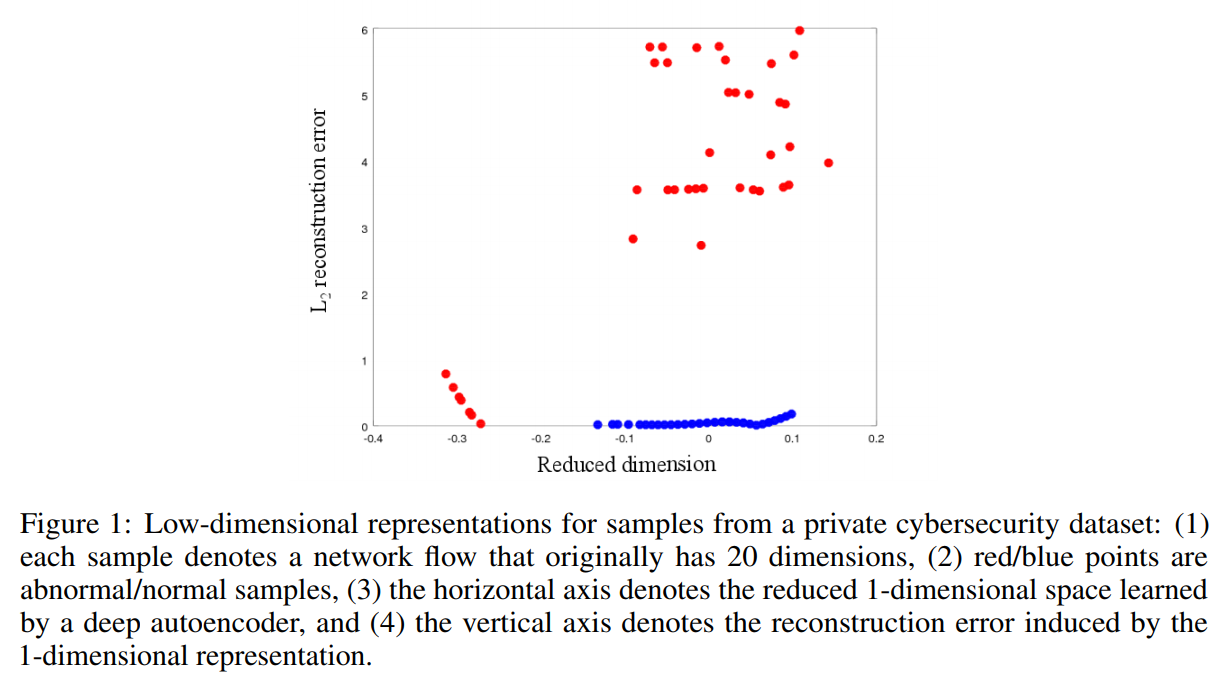 6
5
4
3
2
1
0
-0.4 -0.3 -0.2 -0.1 0 0.1 0.2
L2 reconstruction error
Reduced dimension
Figure 1: Low-dimensional representations for samples from a private cybersecurity dataset: (1)
each sample denotes a network flow that originally has 20 dimensions, (2) red/blue points are
abnormal/normal samples, (3) the horizontal axis denotes the reduced 1-dimensional space learned
by a deep autoencoder, and (4) the vertical axis denotes the reconstruction error induced by the
1-dimensional representation.